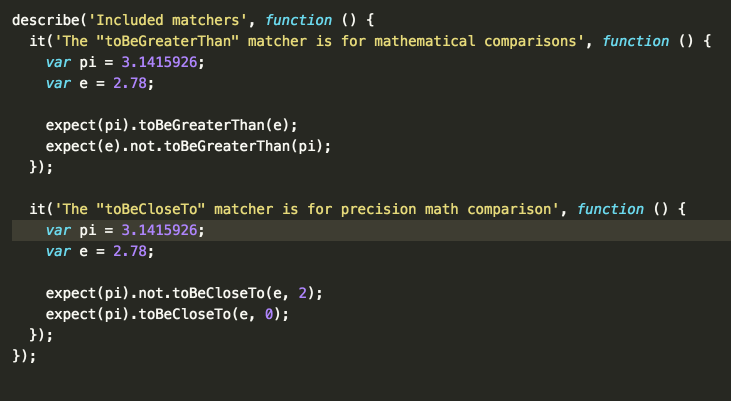 describe('Included matchers', function () {
  it('The "toBeGreaterThan" matcher is for mathematical comparisons', function () {
    var pi = 3.1415926;
    var e = 2.78;

    expect(pi).toBeGreaterThan(e);
    expect(e).not.toBeGreaterThan(pi);
  });

  it('The "toBeCloseTo" matcher is for precision math comparison', function () {
    var pi = 3.1415926;
    var e = 2.78;

    expect(pi).not.toBeCloseTo(e, 2);
    expect(pi).toBeCloseTo(e, 0);
  });
});